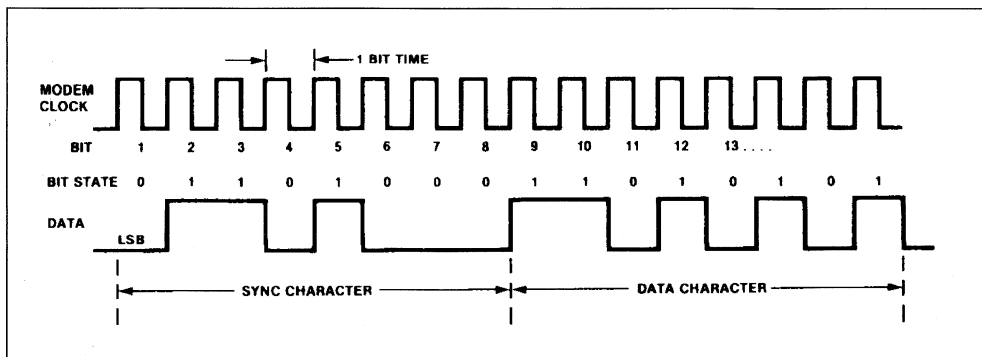 1 BIT TIME
MODEM
CLOCK
BIT 1 2 3 4 5 6 7 8 9 10 11 12 13 . . . .
BIT STATE 0 1 1 0 1 0 0 0 1 1 0 1 0 1 0 1
DATA
LSB
SYNC CHARACTER DATA CHARACTER